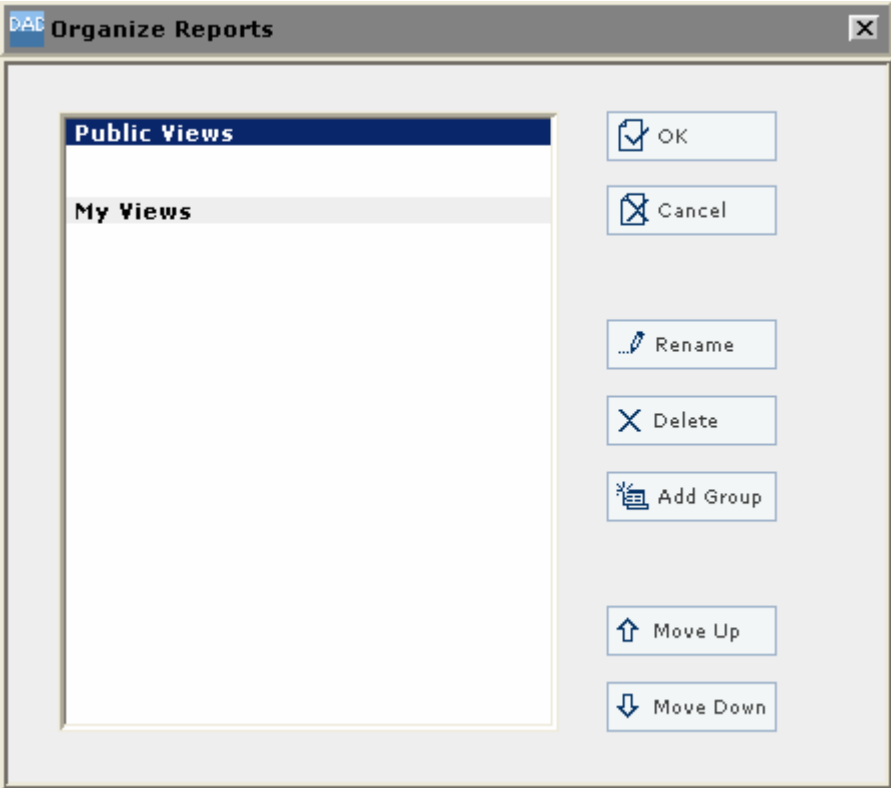 DAD
Organize Reports
Public Views
My Views
OK
Cancel
Rename
Delete
Add Group
Move Up
Move Down